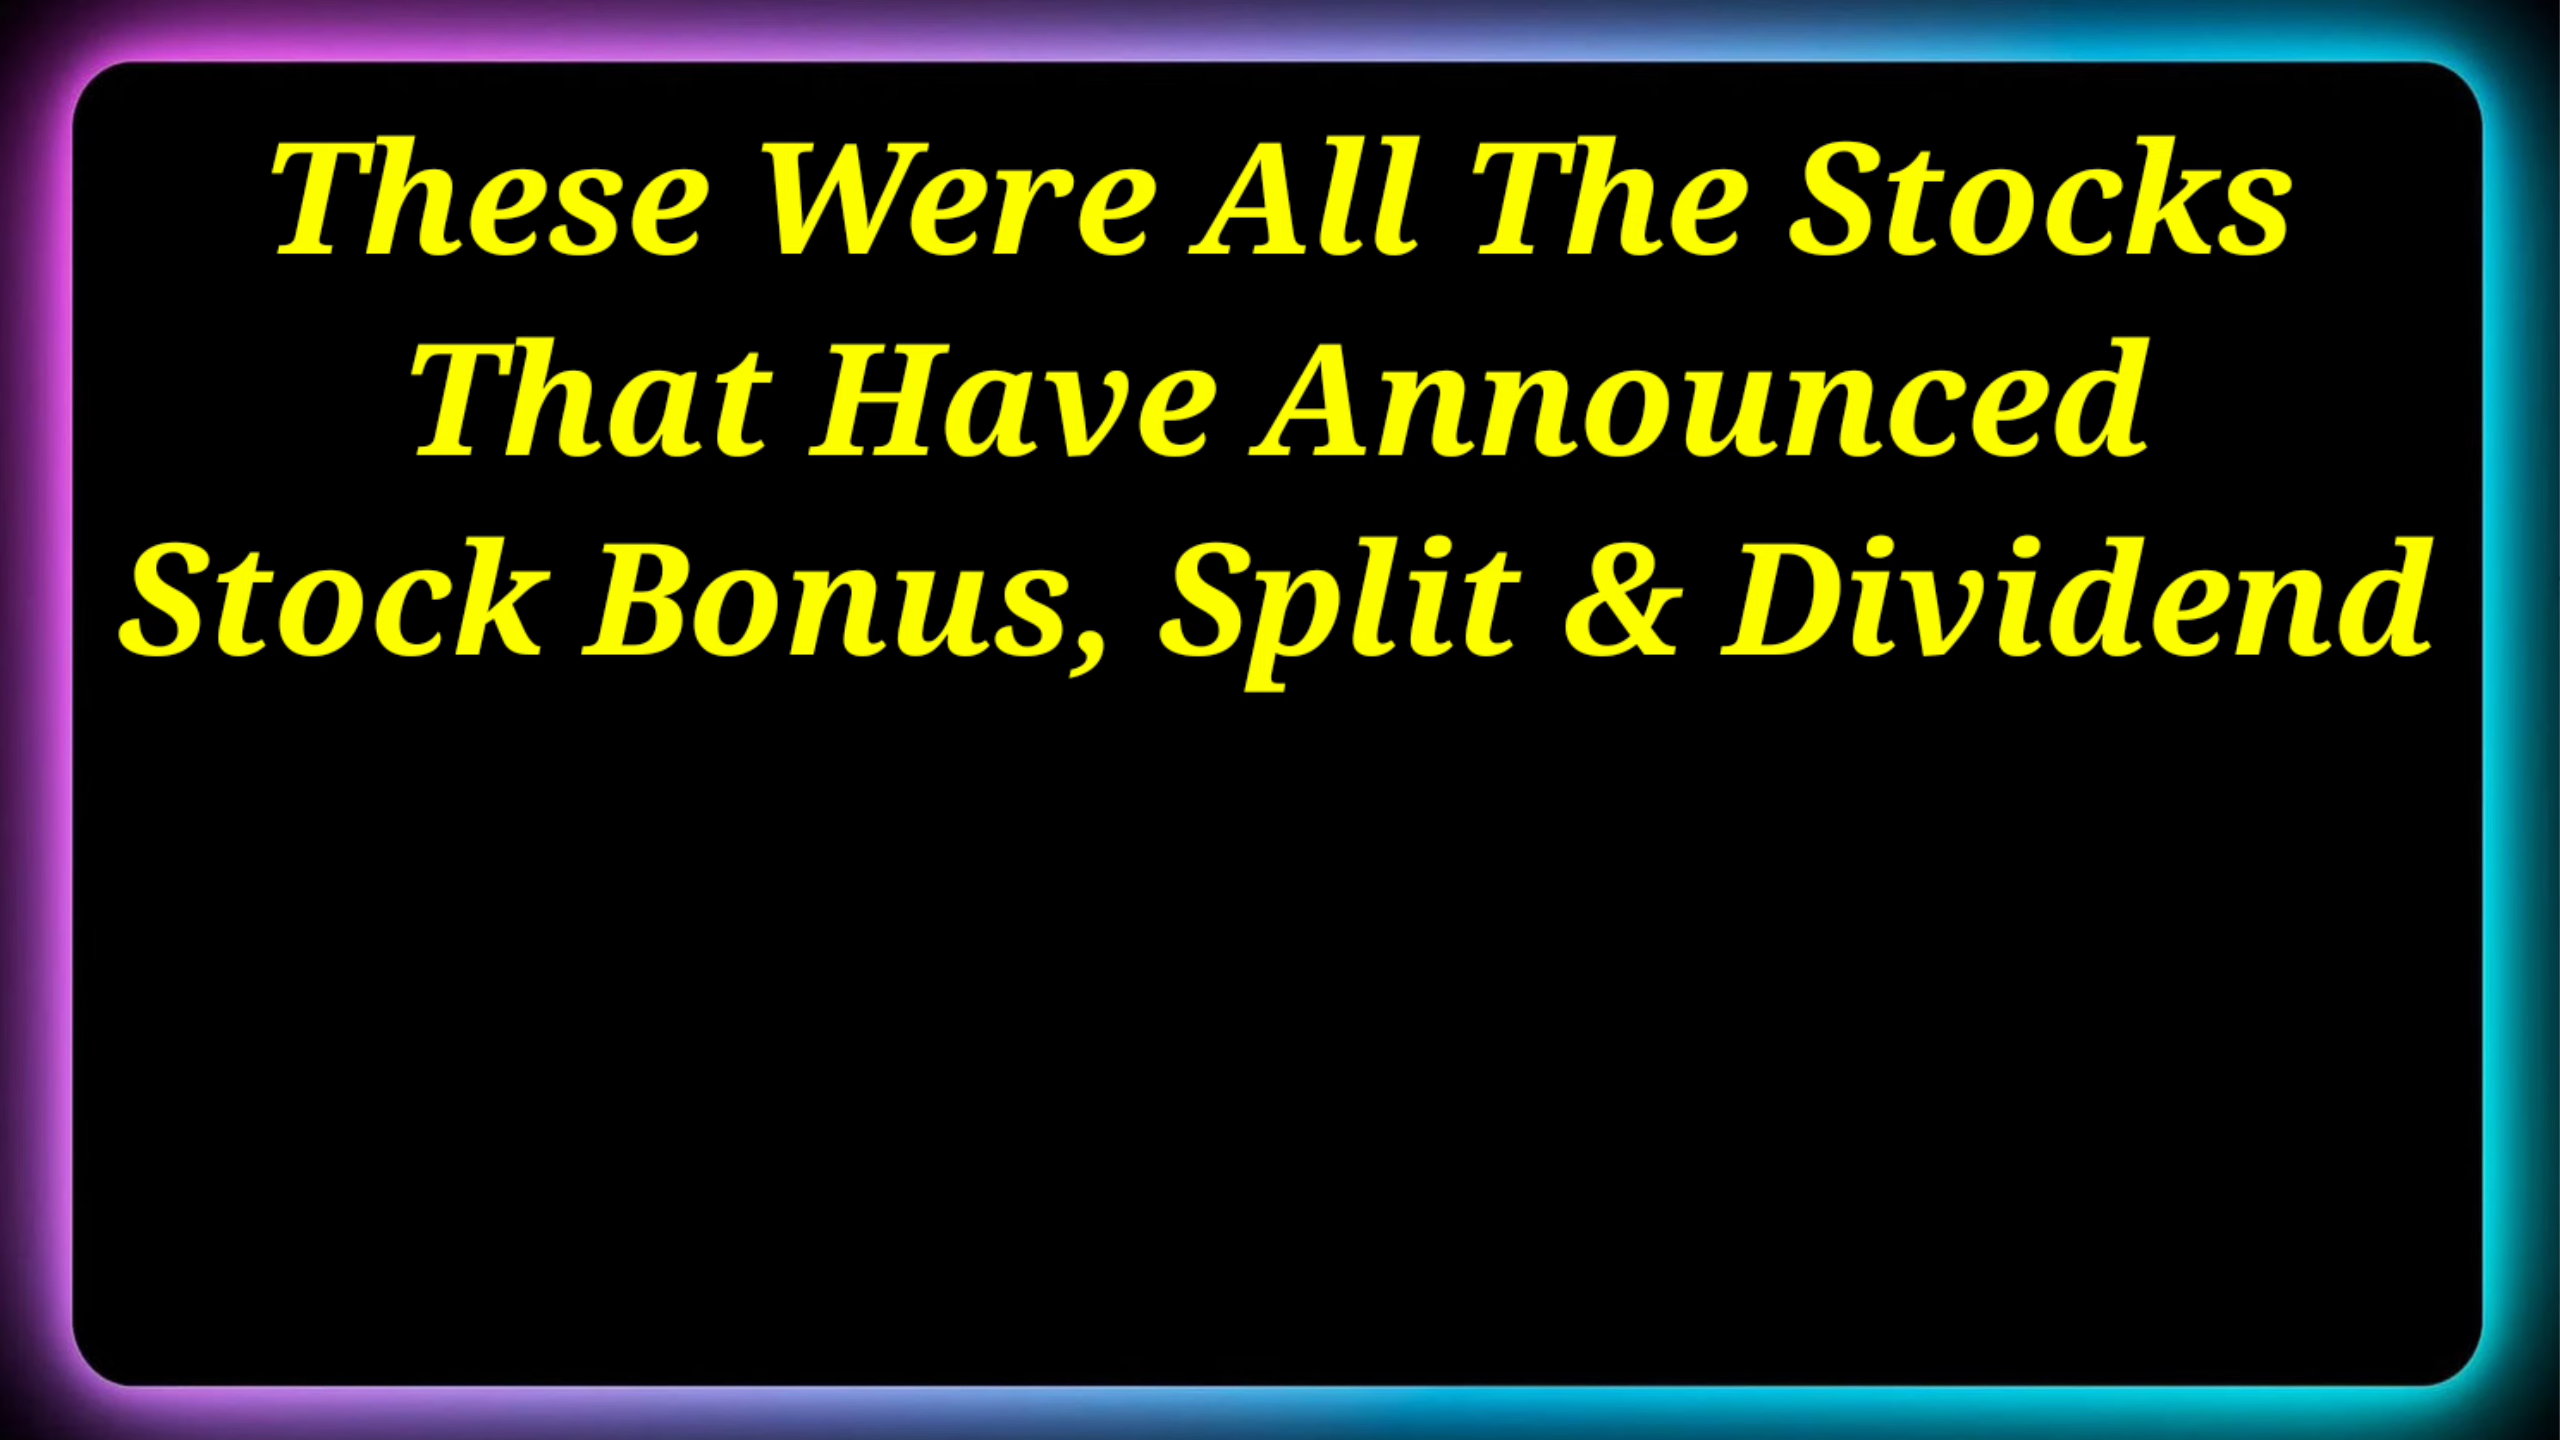 These Were All The Stocks
That Have Announced
Stock Bonus, Split & Dividend